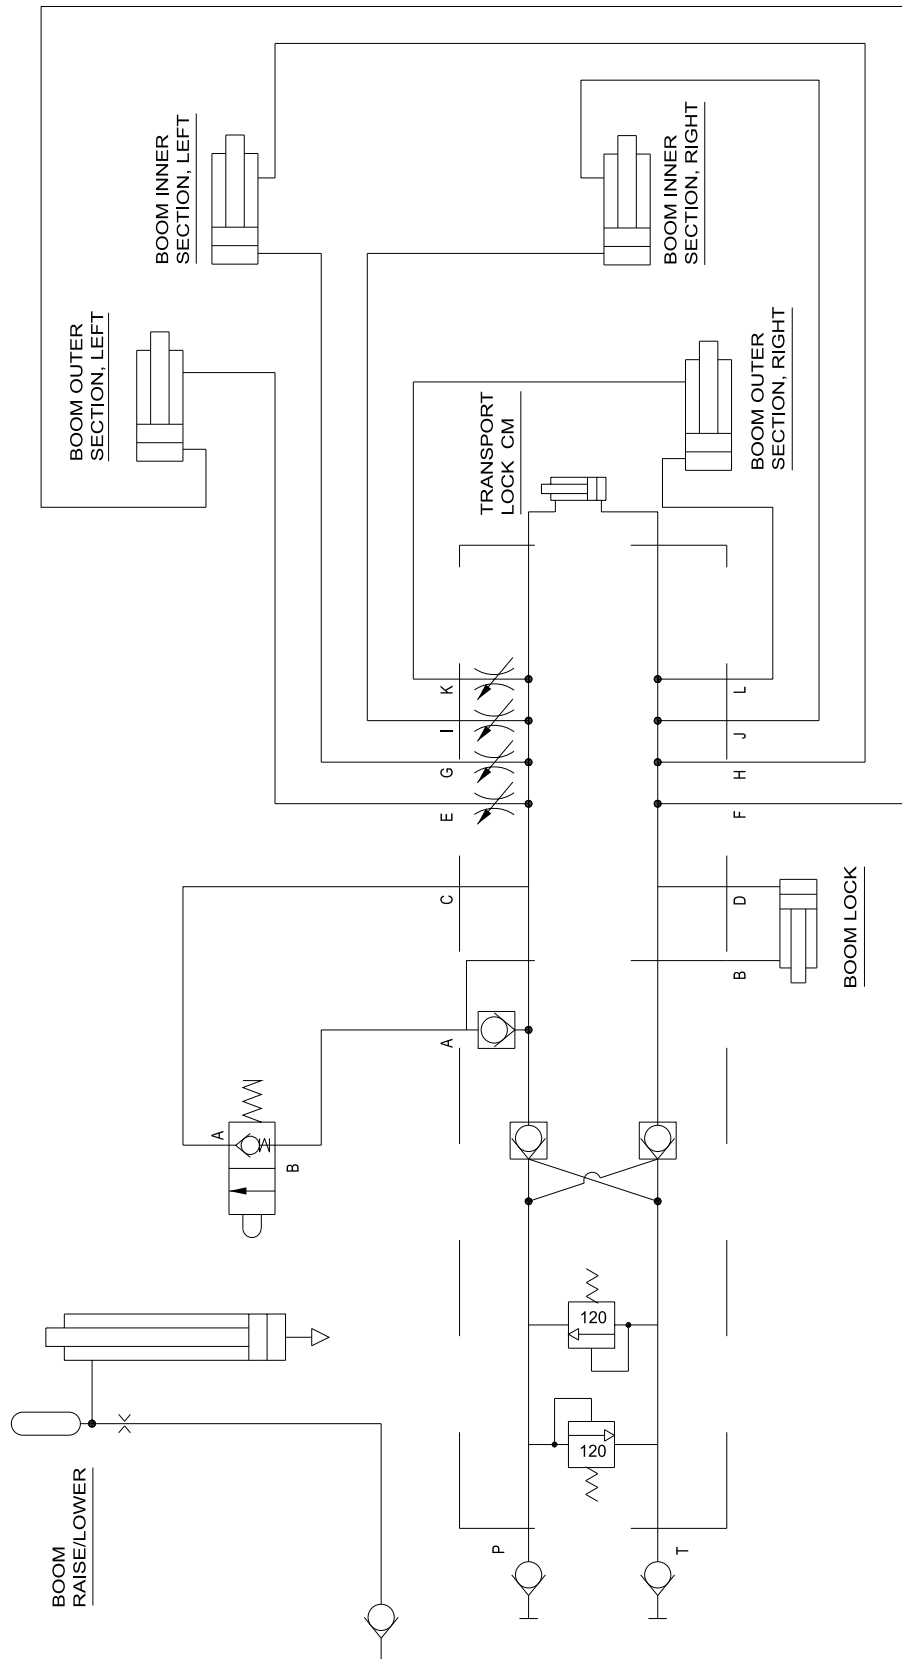 BOOM INNER
SECTION, LEFT
BOOM INNER
SECTION, RIGHT
BOOM OUTER
SECTION, LEFT
BOOM OUTER
SECTION, RIGHT
TRANSPORT
LOCK CM
K
I
G
E
L
J
H
F
C
D
BOOM LOCK
B
A
A
B
120
120
BOOM
RAISE/LOWER
P
T